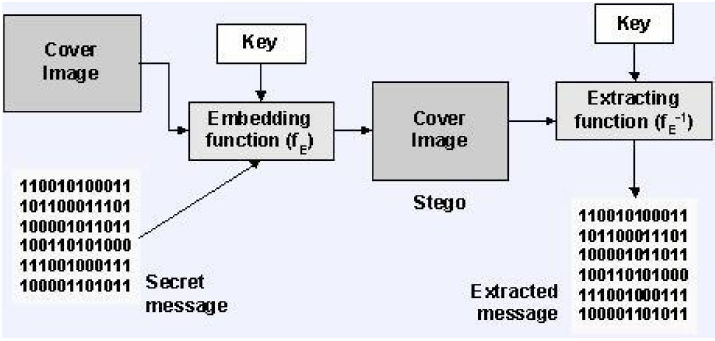 Cover
Image
Key
Embedding
function (fE)
110010100011
101100011101
100001011011
100110101000
111001000111
100001101011
Secret
message
Cover
Image
Stego
Key
Extracting
function (fE-1)
110010100011
101100011101
100001011011
100110101000
111001000111
100001101011
Extracted
message